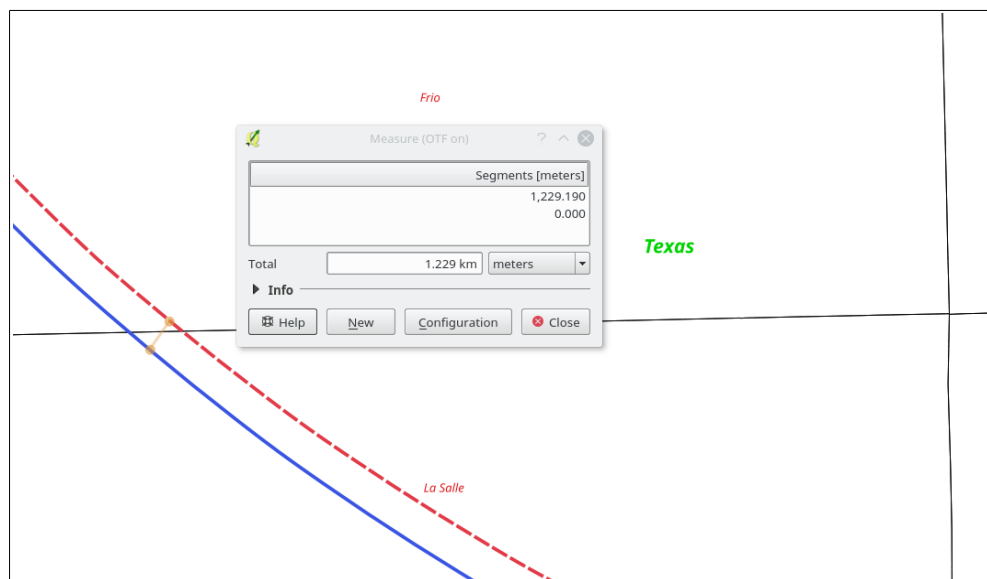 Frio
Measure (OTF on)
Segments [meters]
1,229.190
0.000
Texas
Total 1.229 km meters
Info
Help New Configuration Close
La Salle